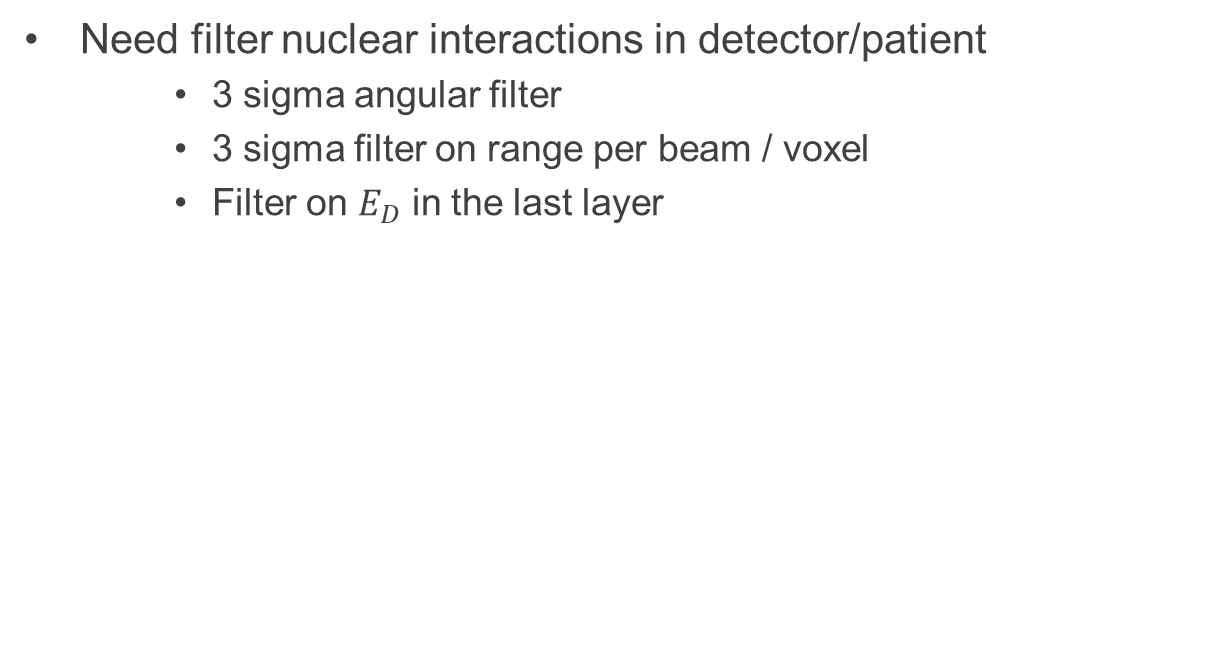 • Need filter nuclear interactions in detector/patient
• 3 sigma angular filter
• 3 sigma filter on range per beam / voxel
• Filter on $E_D$ in the last layer